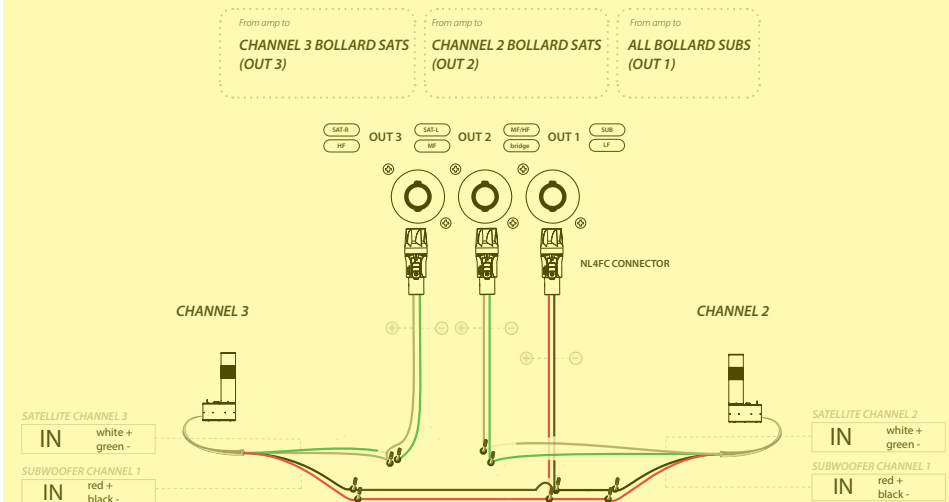 From amp to
CHANNEL 3 BOLLARD SATS
(OUT 3)
From amp to
CHANNEL 2 BOLLARD SATS
(OUT 2)
From amp to
ALL BOLLARD SUBS
(OUT 1)
SAT-R
HF
OUT 3
SAT-L
MF
OUT 2
MF/HF
bridge
OUT 1
SUB
LF
NL4FC CONNECTOR
CHANNEL 3
CHANNEL 2
SATELLITE CHANNEL 3
IN
white +
green -
SUBWOOFER CHANNEL 1
IN
red +
black -
SATELLITE CHANNEL 2
IN
white +
green -
SUBWOOFER CHANNEL 1
IN
red +
black -